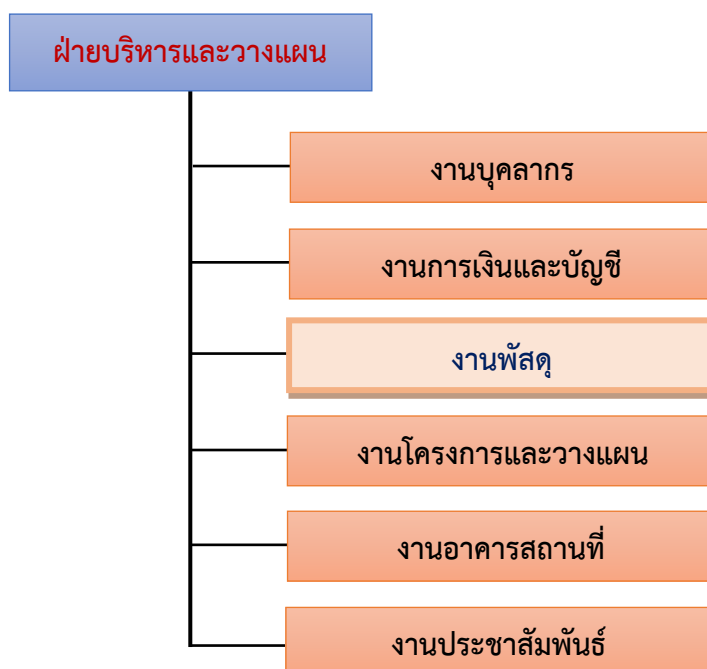 ฝ่ายบริหารและวางแผน
งานบุคลากร
งานการเงินและบัญชี
งานพัสดุ
งานโครงการและวางแผน
งานอาคารสถานที่
งานประชาสัมพันธ์